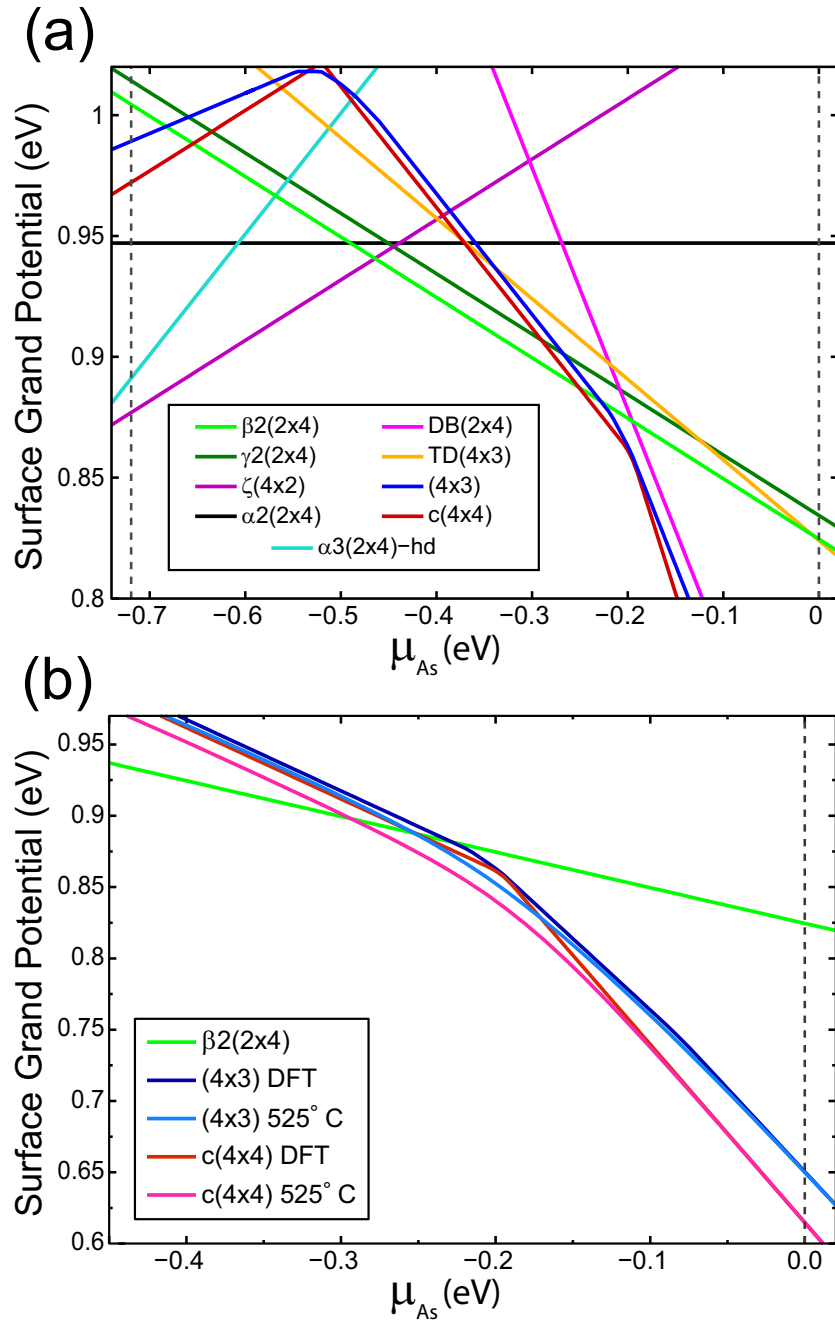 (a)
Surface Grand Potential (eV)
1
0.95
0.9
0.85
0.8
β2(2x4)
γ2(2x4)
ζ(4x2)
α2(2x4)
DB(2x4)
TD(4x3)
(4x3)
c(4x4)
α3(2x4)−hd
−0.7 −0.6 −0.5 −0.4 −0.3 −0.2 −0.1 0
μAs (eV)
(b)
Surface Grand Potential (eV)
0.95
0.9
0.85
0.8
0.75
0.7
0.65
0.6
β2(2x4)
(4x3) DFT
(4x3) 525° C
c(4x4) DFT
c(4x4) 525° C
−0.4 −0.3 −0.2 −0.1 0.0
μAs (eV)